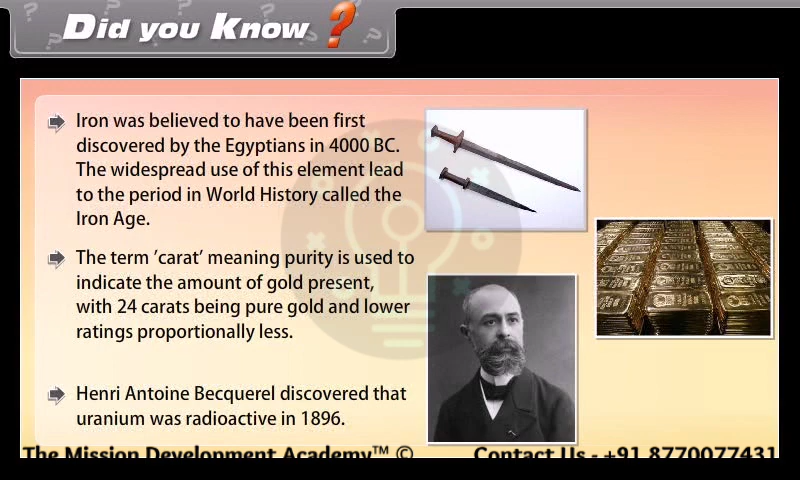 Did you Know ?
Iron was believed to have been first
discovered by the Egyptians in 4000 BC.
The widespread use of this element lead
to the period in World History called the
Iron Age.
The term ’carat’ meaning purity is used to
indicate the amount of gold present,
with 24 carats being pure gold and lower
ratings proportionally less.
Henri Antoine Becquerel discovered that
uranium was radioactive in 1896.
The Mission Development Academy™ © Contact Us - +91 8770077431